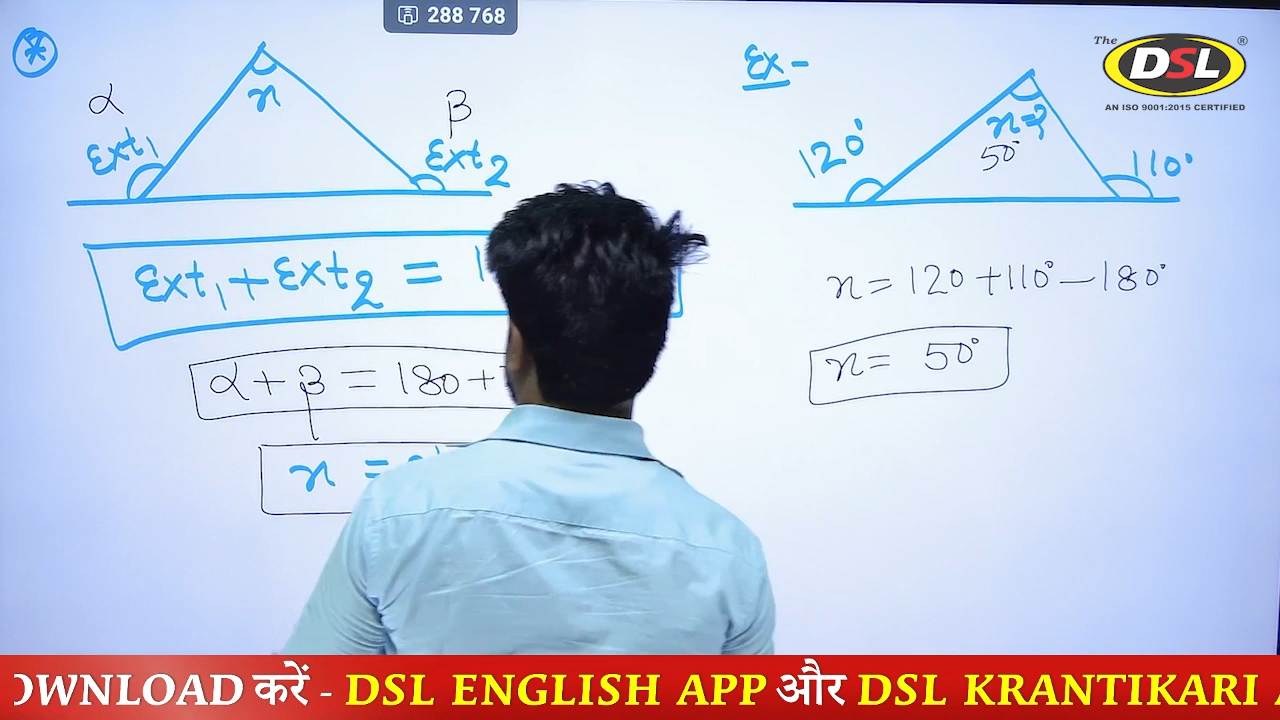 288 768
The DSL ®
AN ISO 9001:2015 CERTIFIED
α
x
β
Ext1
Ext2
Ext1 + Ext2 = 1
α + β = 180 +
x =
Ex -
120°
x = ?
50°
110°
x = 120 + 110° - 180°
x = 50°
OWNLOAD करें - DSL ENGLISH APP और DSL KRANTIKARI